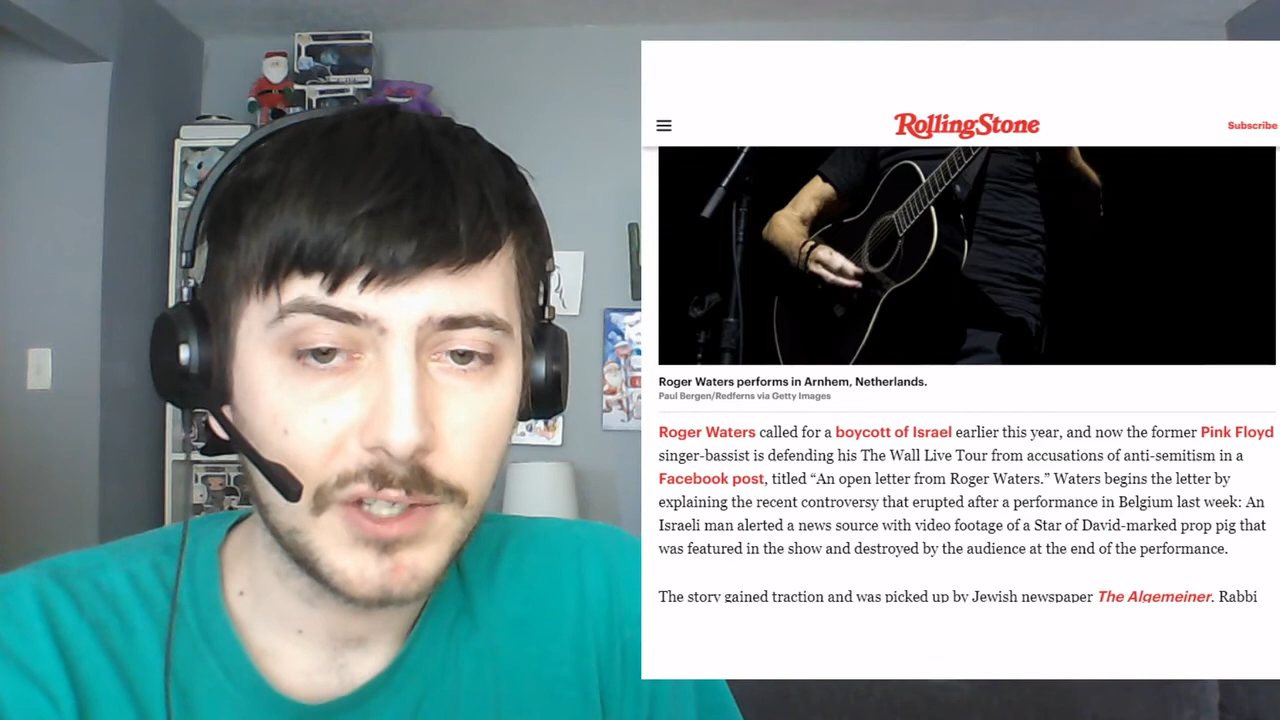 RollingStone
Subscribe
Roger Waters performs in Arnhem, Netherlands.
Paul Bergen/Redferns via Getty Images
Roger Waters called for a boycott of Israel earlier this year, and now the former Pink Floyd
singer-bassist is defending his The Wall Live Tour from accusations of anti-semitism in a
Facebook post, titled “An open letter from Roger Waters.” Waters begins the letter by
explaining the recent controversy that erupted after a performance in Belgium last week: An
Israeli man alerted a news source with video footage of a Star of David-marked prop pig that
was featured in the show and destroyed by the audience at the end of the performance.
The story gained traction and was picked up by Jewish newspaper The Algemeiner. Rabbi